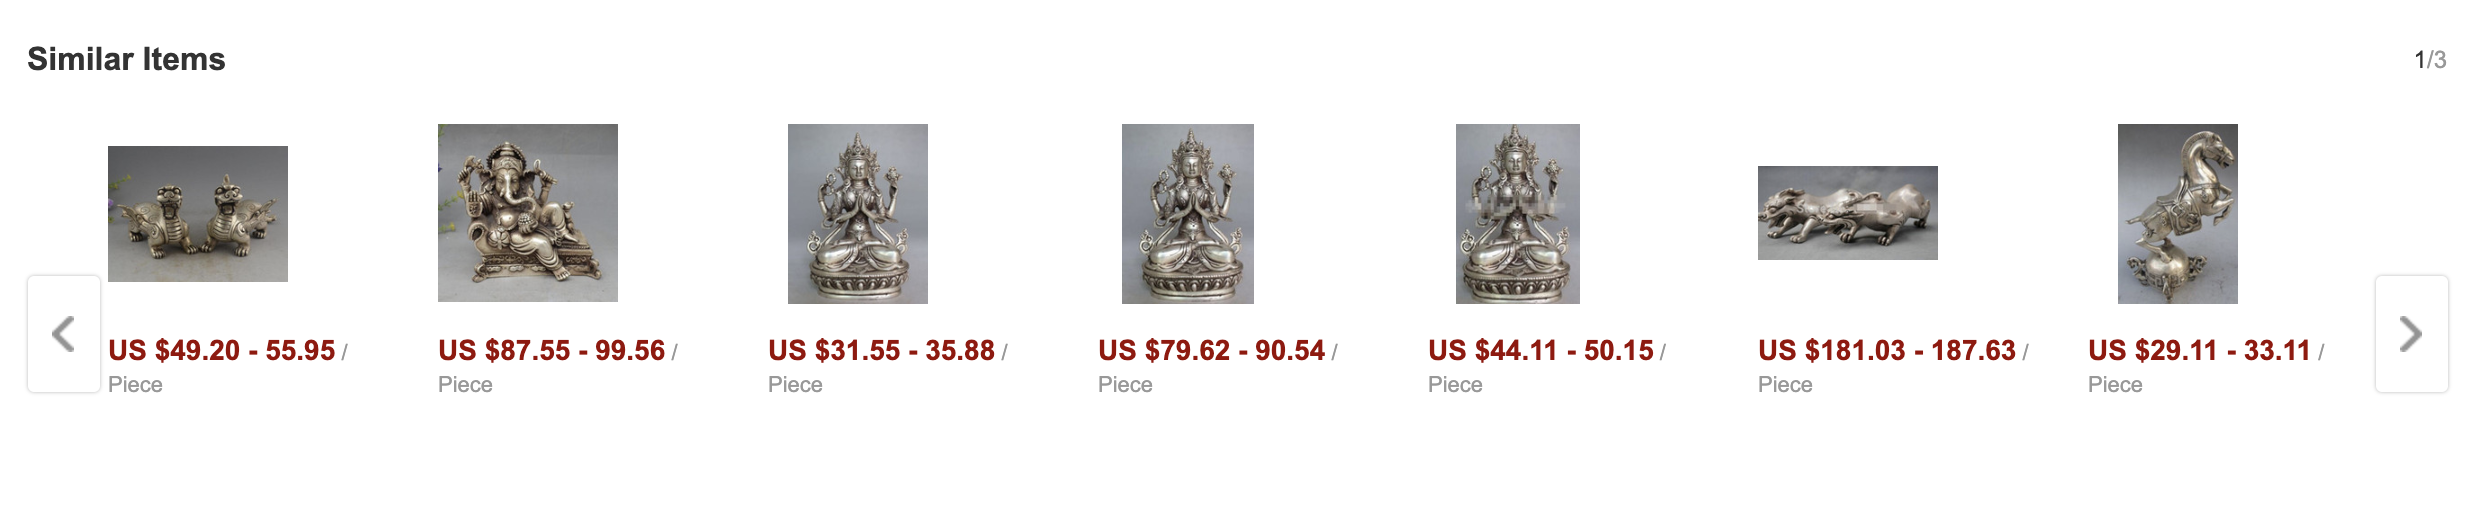 Similar Items
1/3
US $49.20 - 55.95 /
Piece
US $87.55 - 99.56 /
Piece
US $31.55 - 35.88 /
Piece
US $79.62 - 90.54 /
Piece
US $44.11 - 50.15 /
Piece
US $181.03 - 187.63 /
Piece
US $29.11 - 33.11 /
Piece